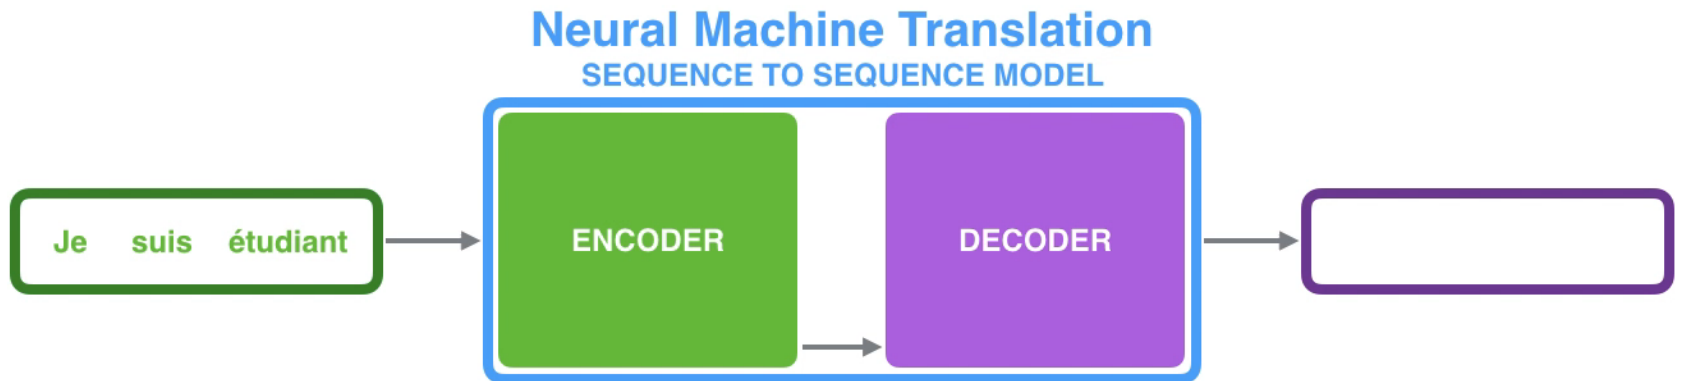 Neural Machine Translation
SEQUENCE TO SEQUENCE MODEL
Je suis étudiant
ENCODER
DECODER